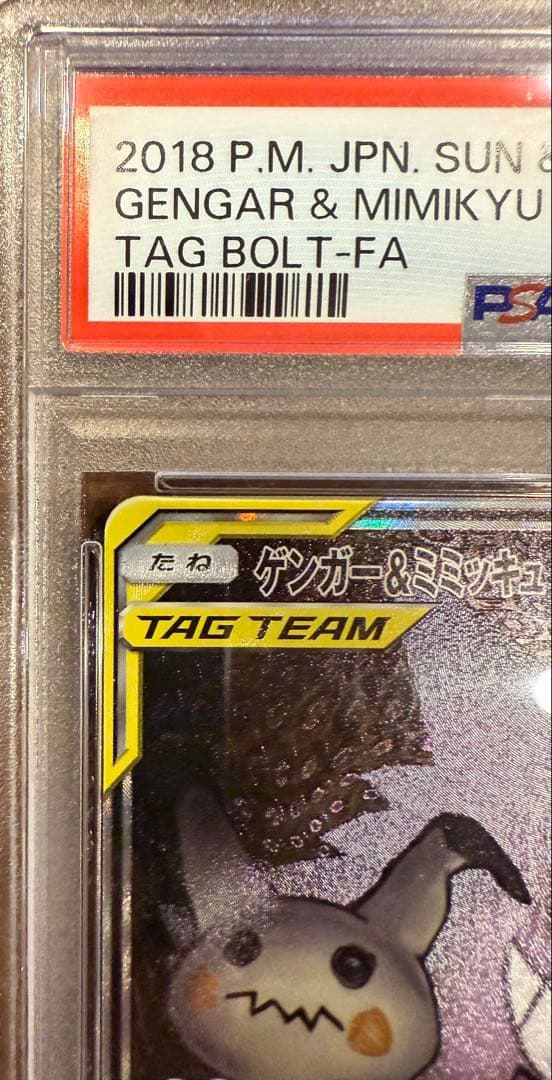 2018 P.M. JPN. SUN &
GENGAR & MIMIKYU
TAG BOLT-FA
PSA
たね
ゲンガー&ミミッキュ
TAG TEAM